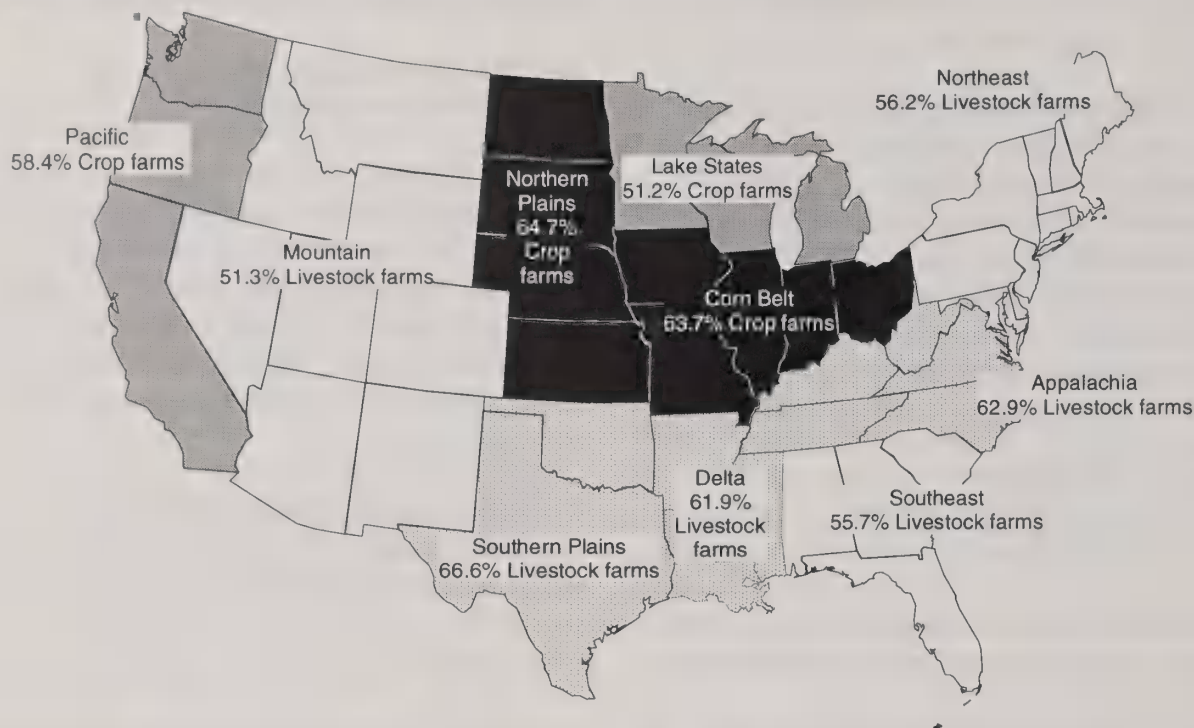 Northeast
56.2% Livestock farms
Pacific
58.4% Crop farms
Lake States
51.2% Crop farms
Northern
Plains
64.7%
Crop
farms
Mountain
51.3% Livestock farms
Corn Belt
63.7% Crop farms
Appalachia
62.9% Livestock farms
Delta
61.9%
Livestock
farms
Southeast
55.7% Livestock farms
Southern Plains
66.6% Livestock farms